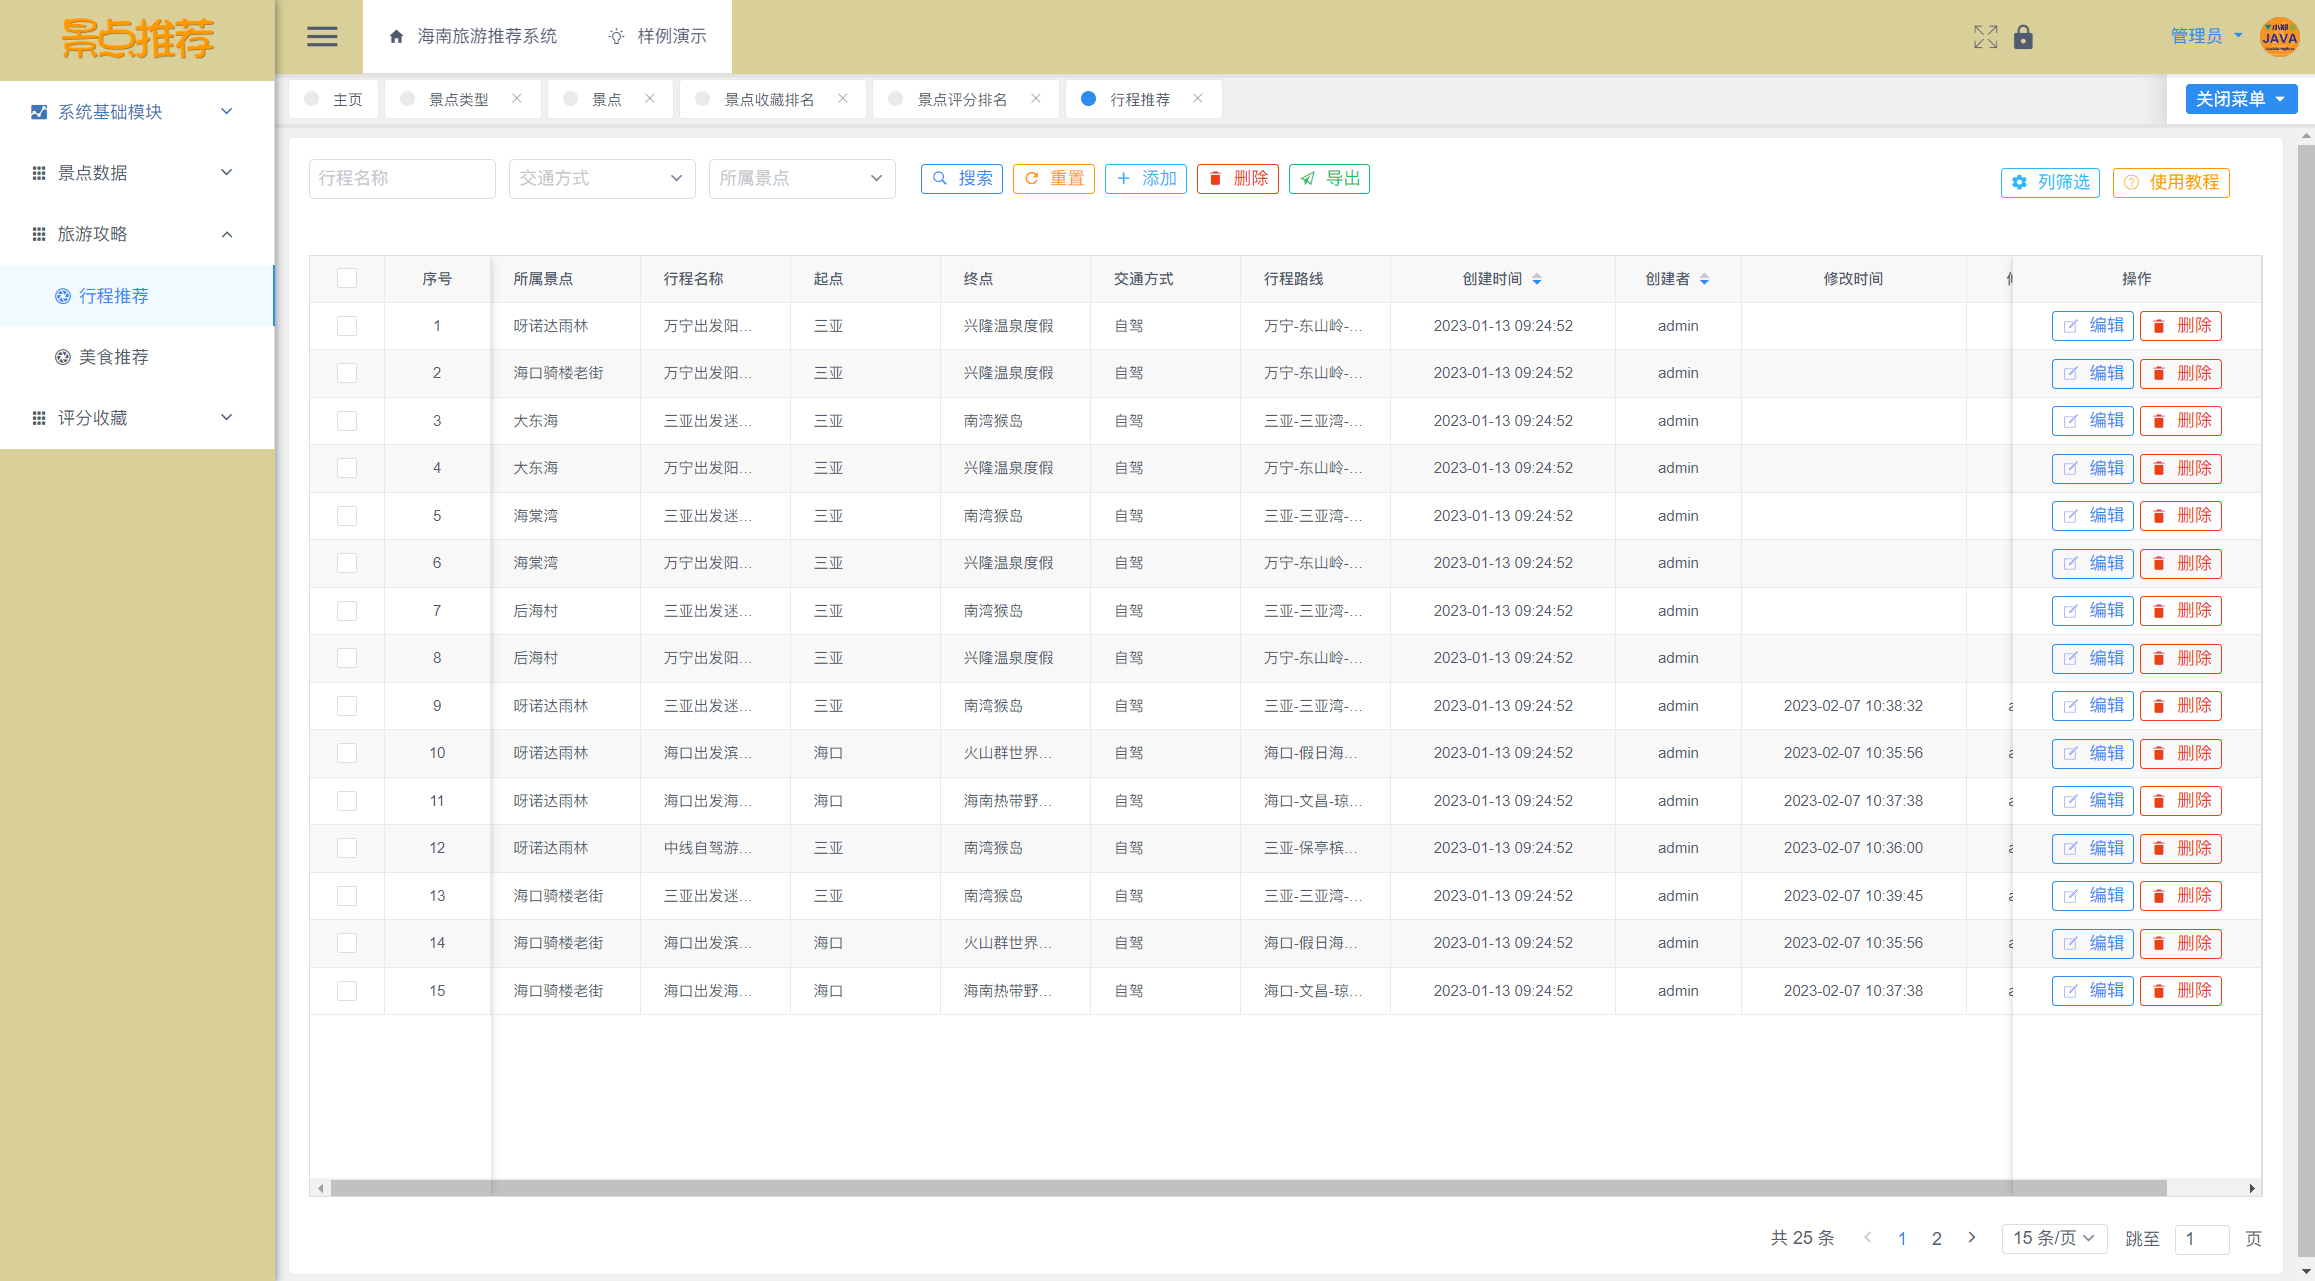 景点推荐
海南旅游推荐系统 样例演示 管理员
小郑 JAVA
主页 景点类型 景点 景点收藏排名 景点评分排名 行程推荐 关闭菜单
系统基础模块
景点数据
旅游攻略
行程推荐
美食推荐
评分收藏
行程名称 交通方式 所属景点 搜索 重置 添加 删除 导出 列筛选 使用教程
序号 所属景点 行程名称 起点 终点 交通方式 行程路线 创建时间 创建者 修改时间 操作
1 呀诺达雨林 万宁出发阳... 三亚 兴隆温泉度假 自驾 万宁-东山岭-... 2023-01-13 09:24:52 admin 编辑 删除
2 海口骑楼老街 万宁出发阳... 三亚 兴隆温泉度假 自驾 万宁-东山岭-... 2023-01-13 09:24:52 admin 编辑 删除
3 大东海 三亚出发迷... 三亚 南湾猴岛 自驾 三亚-三亚湾-... 2023-01-13 09:24:52 admin 编辑 删除
4 大东海 万宁出发阳... 三亚 兴隆温泉度假 自驾 万宁-东山岭-... 2023-01-13 09:24:52 admin 编辑 删除
5 海棠湾 三亚出发迷... 三亚 南湾猴岛 自驾 三亚-三亚湾-... 2023-01-13 09:24:52 admin 编辑 删除
6 海棠湾 万宁出发阳... 三亚 兴隆温泉度假 自驾 万宁-东山岭-... 2023-01-13 09:24:52 admin 编辑 删除
7 后海村 三亚出发迷... 三亚 南湾猴岛 自驾 三亚-三亚湾-... 2023-01-13 09:24:52 admin 编辑 删除
8 后海村 万宁出发阳... 三亚 兴隆温泉度假 自驾 万宁-东山岭-... 2023-01-13 09:24:52 admin 编辑 删除
9 呀诺达雨林 三亚出发迷... 三亚 南湾猴岛 自驾 三亚-三亚湾-... 2023-01-13 09:24:52 admin 2023-02-07 10:38:32 编辑 删除
10 呀诺达雨林 海口出发滨... 海口 火山群世界... 自驾 海口-假日海... 2023-01-13 09:24:52 admin 2023-02-07 10:35:56 编辑 删除
11 呀诺达雨林 海口出发海... 海口 海南热带野... 自驾 海口-文昌-琼... 2023-01-13 09:24:52 admin 2023-02-07 10:37:38 编辑 删除
12 呀诺达雨林 中线自驾游... 三亚 南湾猴岛 自驾 三亚-保亭槟... 2023-01-13 09:24:52 admin 2023-02-07 10:36:00 编辑 删除
13 海口骑楼老街 三亚出发迷... 三亚 南湾猴岛 自驾 三亚-三亚湾-... 2023-01-13 09:24:52 admin 2023-02-07 10:39:45 编辑 删除
14 海口骑楼老街 海口出发滨... 海口 火山群世界... 自驾 海口-假日海... 2023-01-13 09:24:52 admin 2023-02-07 10:35:56 编辑 删除
15 海口骑楼老街 海口出发海... 海口 海南热带野... 自驾 海口-文昌-琼... 2023-01-13 09:24:52 admin 2023-02-07 10:37:38 编辑 删除
共 25 条 1 2 15 条/页 跳至 1 页